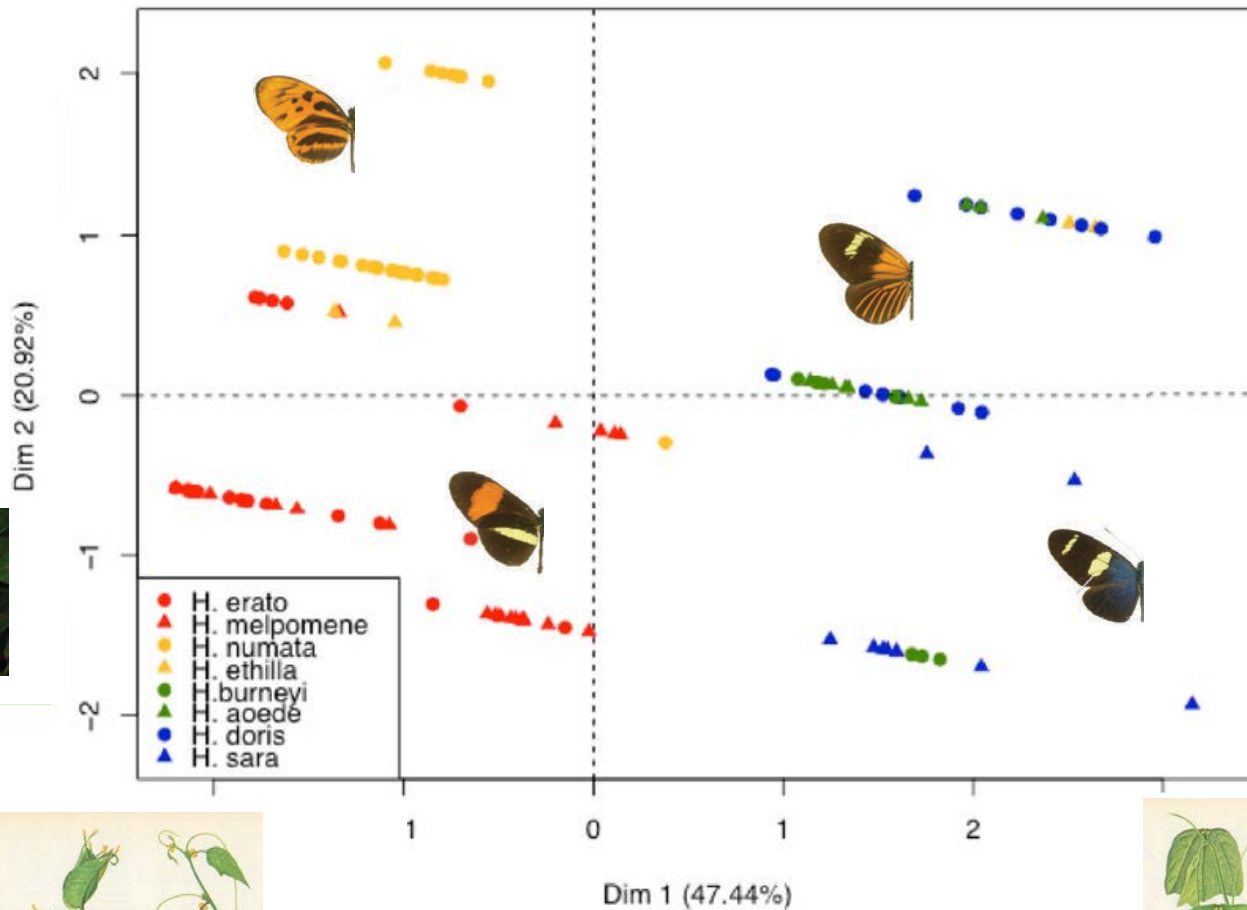 2
1
0
-1
-2
Dim 2 (20.92%)
H. erato
H. melpomene
H. numata
H. ethilla
H.burneyi
H. aoede
H. doris
H. sara
1 0 1 2
Dim 1 (47.44%)